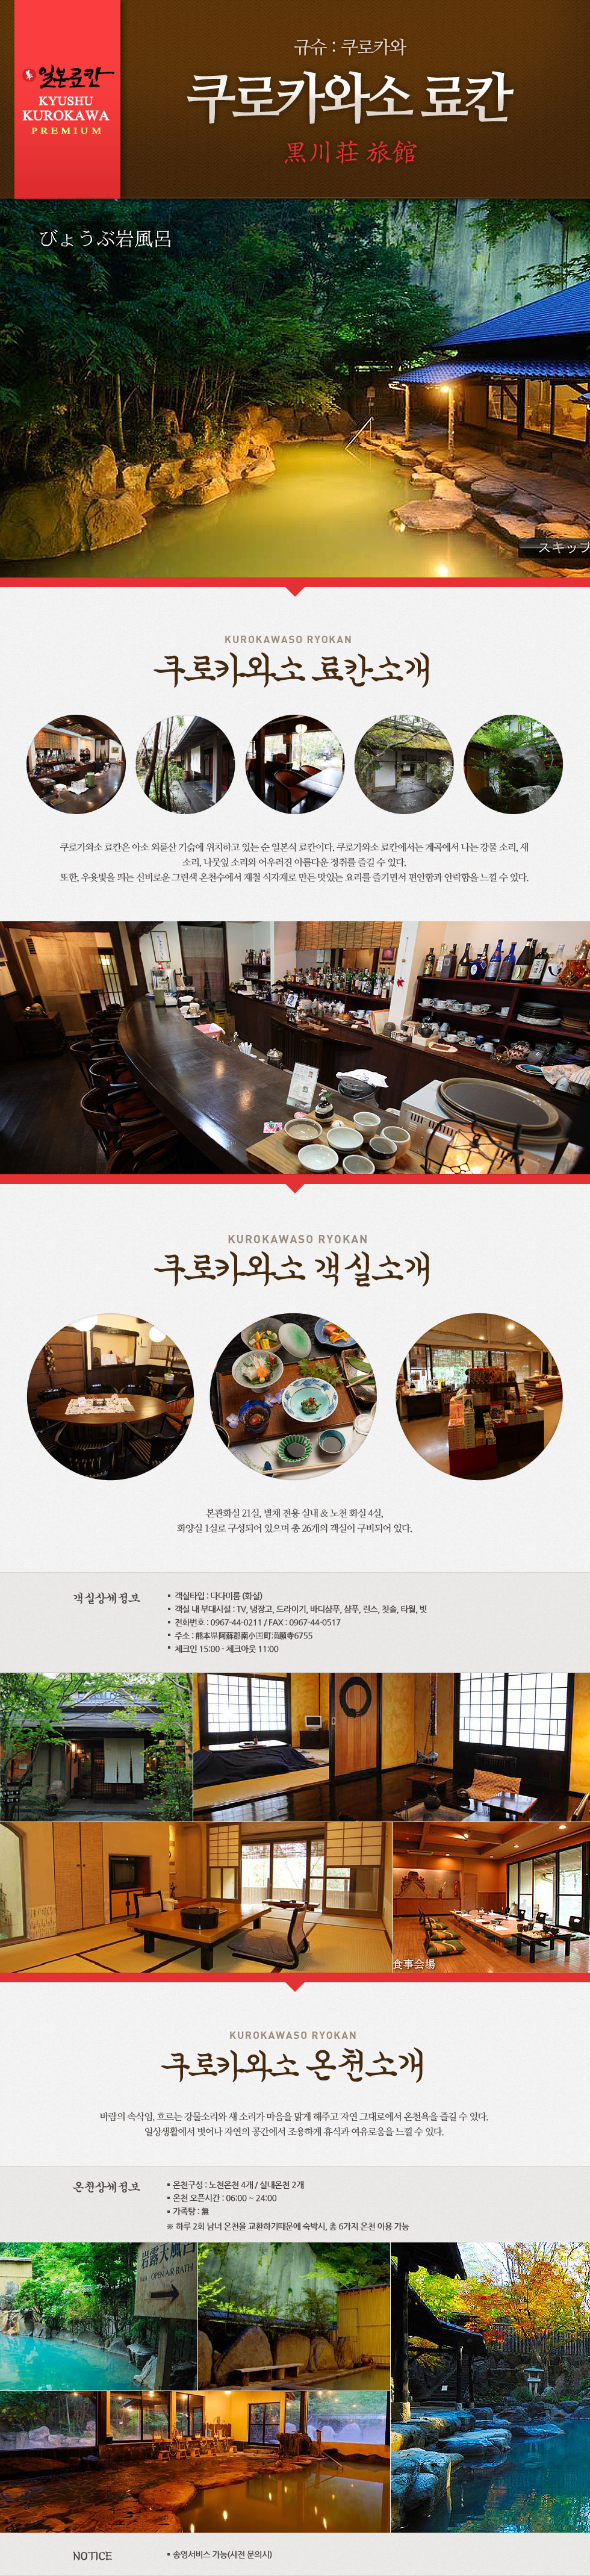 일본료칸
KYUSHU
KUROKAWA
PREMIUM
규슈 : 쿠로카와
쿠로카와소 료칸
黒川荘 旅館
びょうぶ岩風呂
スキップ
KUROKAWASO RYOKAN
쿠로카와소 료칸소개
쿠로가와소 료칸은 아소 외륜산 기슭에 위치하고 있는 순 일본식 료칸이다. 쿠로가와소 료칸에서는 계곡에서 나는 강물 소리, 새
소리, 나뭇잎 소리와 어우러진 아름다운 정취를 즐길 수 있다.
또한, 우윳빛을 띄는 신비로운 그린색 온천수에서 재철 식자재로 만든 맛있는 요리를 즐기면서 편안함과 안락함을 느낄 수 있다.
KUROKAWASO RYOKAN
쿠로카와소 객실소개
본관화실 21실, 별채 전용 실내 & 노천 화실 4실,
화양실 1실로 구성되어 있으며 총 26개의 객실이 구비되어 있다.
객실상세정보
▪ 객실타입 : 다다미룸 (화실)
▪ 객실 내 부대시설 : TV, 냉장고, 드라이기, 바디샴푸, 샴푸, 린스, 칫솔, 타월, 빗
▪ 전화번호 : 0967-44-0211 / FAX : 0967-44-0517
▪ 주소 : 熊本県阿蘇郡南小国町満願寺6755
▪ 체크인 15:00 - 체크아웃 11:00
食事会場
KUROKAWASO RYOKAN
쿠로카와소 온천소개
바람의 속삭임, 흐르는 강물소리와 새 소리가 마음을 맑게 해주고 자연 그대로에서 온천욕을 즐길 수 있다.
일상생활에서 벗어나 자연의 공간에서 조용하게 휴식과 여유로움을 느낄 수 있다.
온천상세정보
▪ 온천구성 : 노천온천 4개 / 실내온천 2개
▪ 온천 오픈시간 : 06:00 ~ 24:00
▪ 가족탕 : 無
※ 하루 2회 남녀 온천을 교환하기때문에 숙박시, 총 6가지 온천 이용 가능
岩露天風呂
OPEN AIR BATH
NOTICE
▪ 송영서비스 가능(사전 문의시)